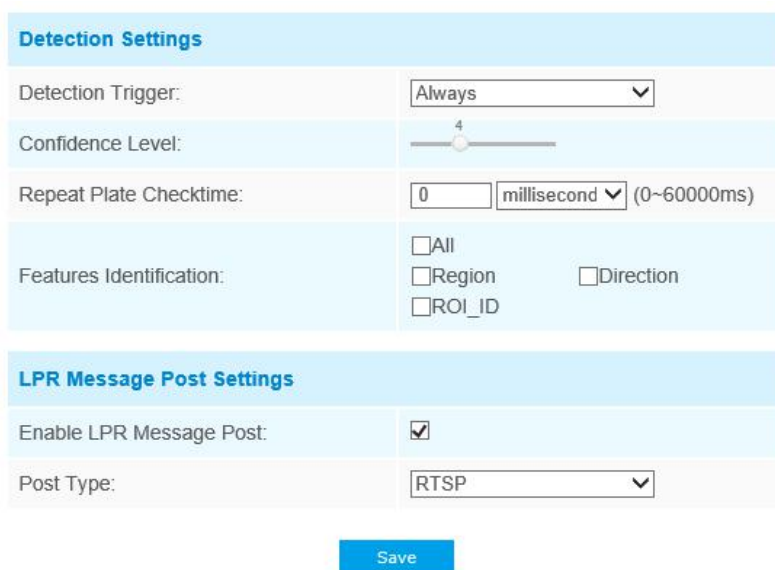 Detection Settings
Detection Trigger: Always
4
Confidence Level:
Repeat Plate Checktime: 0 millisecond (0~60000ms)
All
Features Identification: Region Direction
ROI_ID
LPR Message Post Settings
Enable LPR Message Post:
Post Type: RTSP
Save